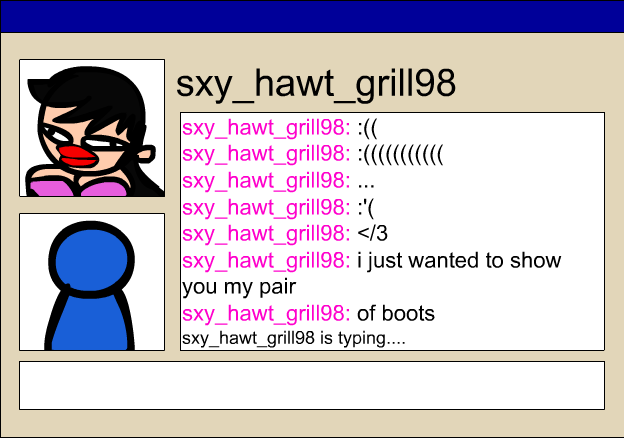 sxy_hawt_grill98
sxy_hawt_grill98: :((
sxy_hawt_grill98: :(((((((((((
sxy_hawt_grill98: ...
sxy_hawt_grill98: :'(
sxy_hawt_grill98: </3
sxy_hawt_grill98: i just wanted to show
you my pair
sxy_hawt_grill98: of boots
sxy_hawt_grill98 is typing....